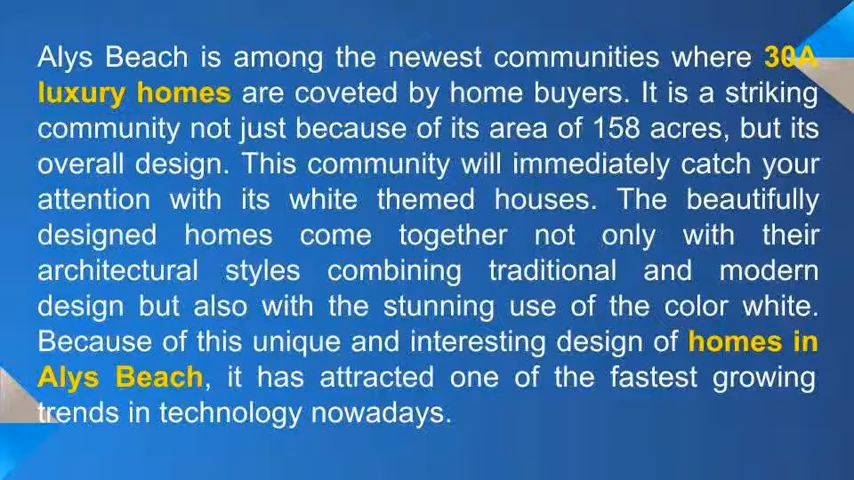 Alys Beach is among the newest communities where 30A
luxury homes are coveted by home buyers. It is a striking
community not just because of its area of 158 acres, but its
overall design. This community will immediately catch your
attention with its white themed houses. The beautifully
designed homes come together not only with their
architectural styles combining traditional and modern
design but also with the stunning use of the color white.
Because of this unique and interesting design of homes in
Alys Beach, it has attracted one of the fastest growing
trends in technology nowadays.